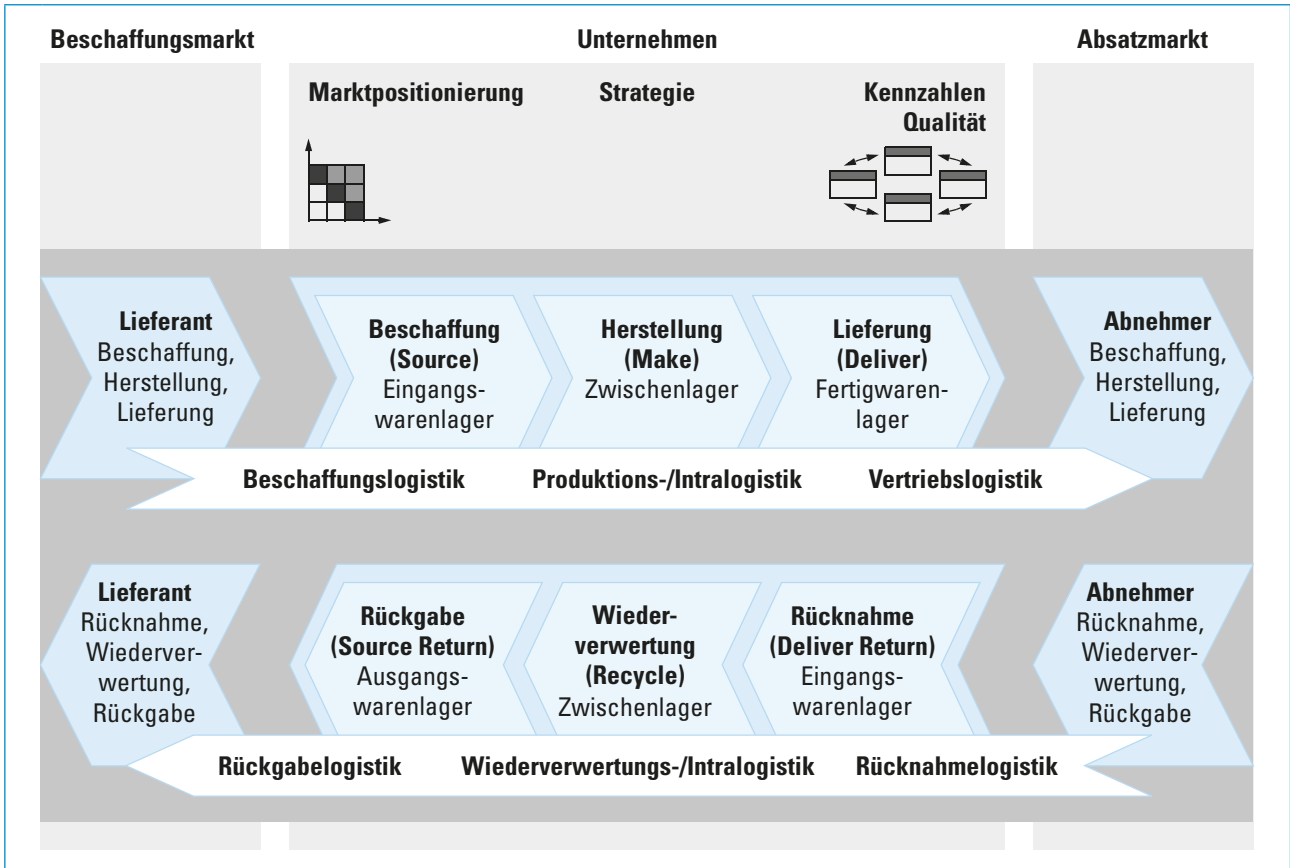 Beschaffungsmarkt
Unternehmen
Absatzmarkt
Marktpositionierung
Strategie
Kennzahlen
Qualität
Lieferant
Beschaffung,
Herstellung,
Lieferung
Beschaffung
(Source)
Eingangs-
warenlager
Herstellung
(Make)
Zwischenlager
Lieferung
(Deliver)
Fertigwaren-
lager
Abnehmer
Beschaffung,
Herstellung,
Lieferung
Beschaffungslogistik
Produktions-/Intralogistik
Vertriebslogistik
Lieferant
Rücknahme,
Wiederver-
wertung,
Rückgabe
Rückgabe
(Source Return)
Ausgangs-
warenlager
Wieder-
verwertung
(Recycle)
Zwischenlager
Rücknahme
(Deliver Return)
Eingangs-
warenlager
Abnehmer
Rücknahme,
Wiederver-
wertung,
Rückgabe
Rückgabelogistik
Wiederverwertungs-/Intralogistik
Rücknahmelogistik